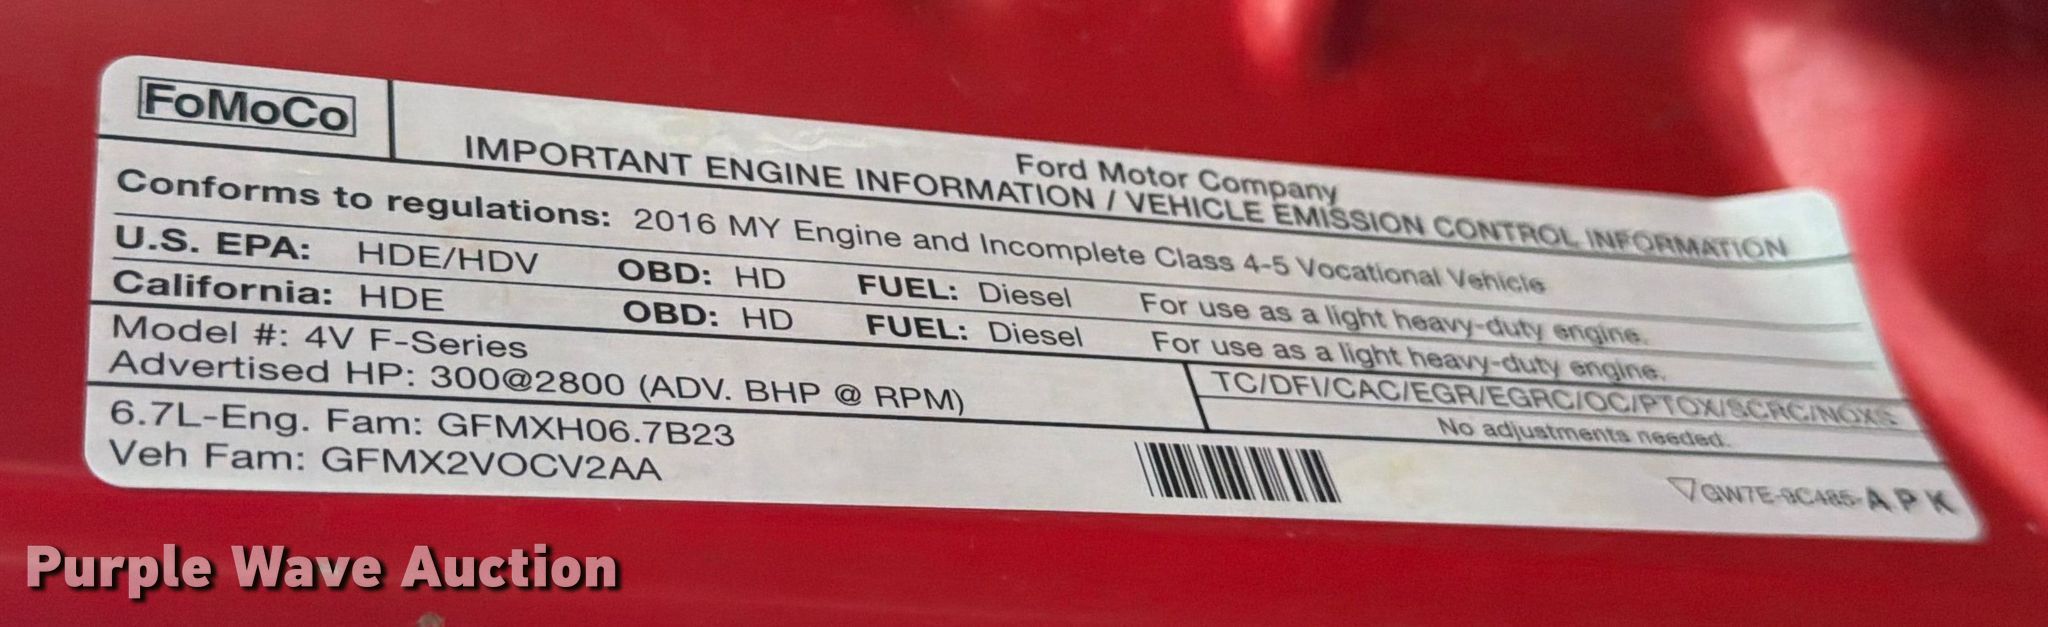 FoMoCo
Ford Motor Company
IMPORTANT ENGINE INFORMATION / VEHICLE EMISSION CONTROL INFORMATION
Conforms to regulations: 2016 MY Engine and Incomplete Class 4-5 Vocational Vehicle
U.S. EPA: HDE/HDV OBD: HD FUEL: Diesel For use as a light heavy-duty engine.
California: HDE OBD: HD FUEL: Diesel For use as a light heavy-duty engine.
Model #: 4V F-Series
Advertised HP: 300@2800 (ADV. BHP @ RPM)
TC/DFI/CAC/EGR/EGRC/OC/PTOX/SCRC/NOXS
No adjustments needed.
6.7L-Eng. Fam: GFMXH06.7B23
Veh Fam: GFMX2VOCV2AA
GW7E-9C485-A P K
Purple Wave Auction